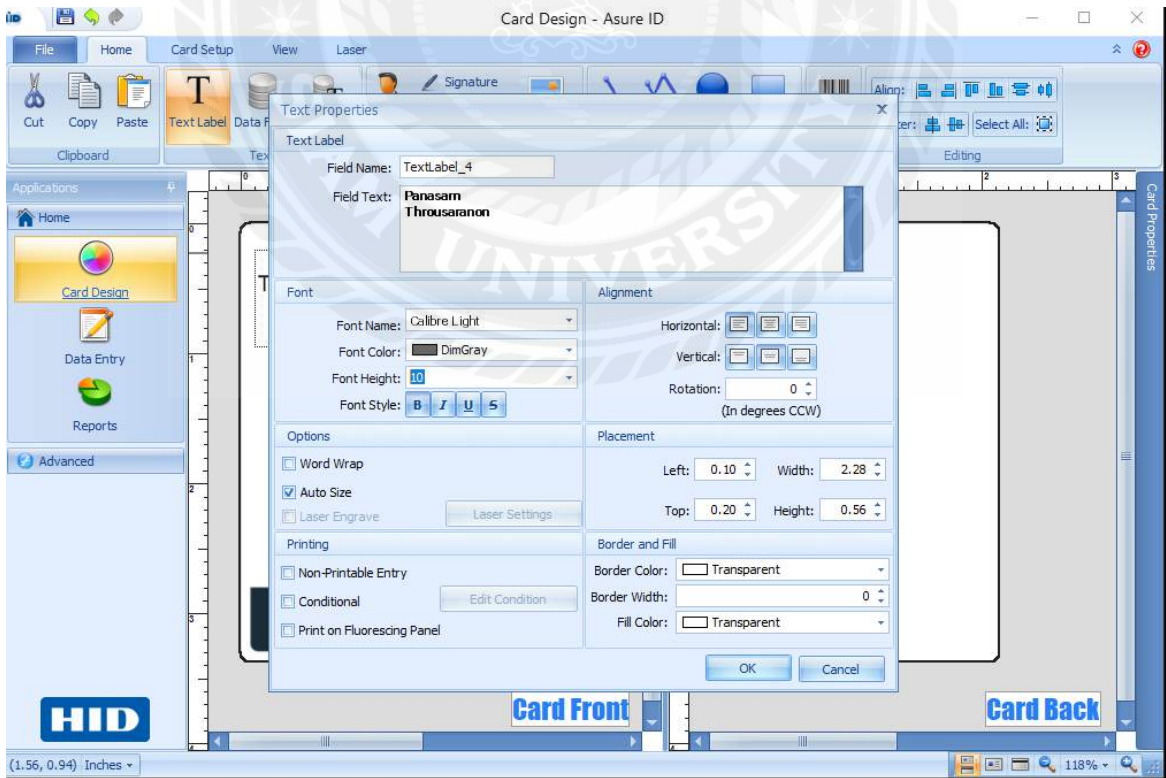 Card Design - Asure ID
File Home Card Setup View Laser
Signature
Align:
Cut Copy Paste Text Label
Select All:
Clipboard
Editing
Text Properties
Text Label
Field Name: TextLabel_4
Field Text: Panasarn
Throusaranon
Font
Font Name: Calibre Light
Font Color: DimGray
Font Height: 10
Font Style: B I U S
Alignment
Horizontal:
Vertical:
Rotation: 0
(In degrees CCW)
Options
Word Wrap
Auto Size
Laser Engrave Laser Settings
Placement
Left: 0.10 Width: 2.28
Top: 0.20 Height: 0.56
Printing
Non-Printable Entry
Conditional Edit Condition
Print on Fluorescing Panel
Border and Fill
Border Color: Transparent
Border Width: 0
Fill Color: Transparent
OK Cancel
Applications
Home
Card Design
Data Entry
Reports
Advanced
Card Properties
HID
Card Front
Card Back
(1.56, 0.94) Inches
118%
UNIVERSITY